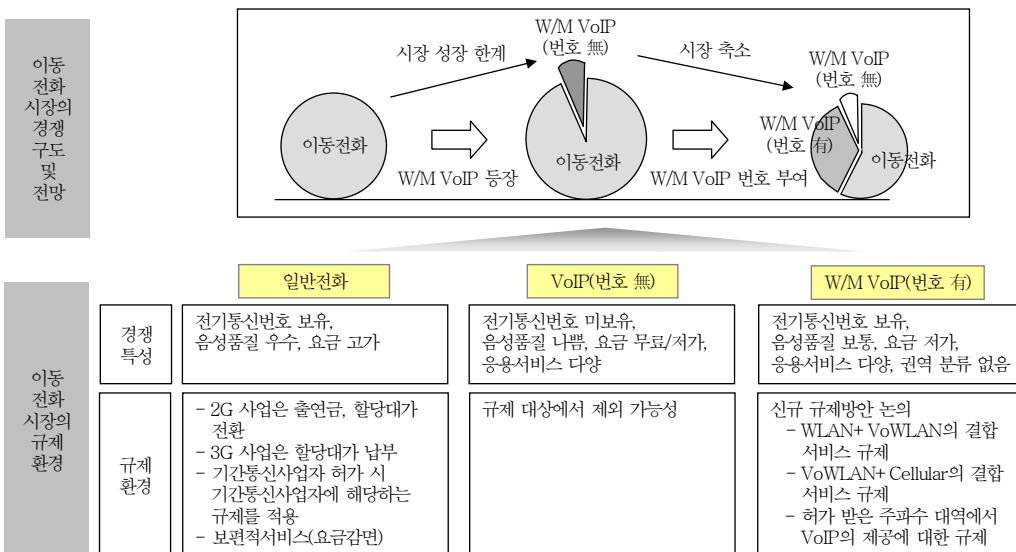 이동
전화
시장의
경쟁
구도
및
전망
시장 성장 한계
W/M VoIP
(번호 無)
시장 축소
W/M VoIP
(번호 無)
이동전화
W/M VoIP 등장
이동전화
W/M VoIP 번호 부여
W/M VoIP
(번호 有)
이동전화
일반전화
VoIP(번호 無)
W/M VoIP(번호 有)
이동
전화
시장의
규제
환경
경쟁
특성
전기통신번호 보유,
음성품질 우수, 요금 고가
전기통신번호 미보유,
음성품질 나쁨, 요금 무료/저가,
응용서비스 다양
전기통신번호 보유,
음성품질 보통, 요금 저가,
응용서비스 다양, 권역 분류 없음
규제
환경
- 2G 사업은 출연금, 할당대가
전환
- 3G 사업은 할당대가 납부
- 기간통신사업자 허가 시
기간통신사업자에 해당하는
규제를 적용
- 보편적서비스(요금감면)
규제 대상에서 제외 가능성
신규 규제방안 논의
- WLAN+ VoWLAN의 결합
서비스 규제
- VoWLAN+ Cellular의 결합
서비스 규제
- 허가 받은 주파수 대역에서
VoIP의 제공에 대한 규제